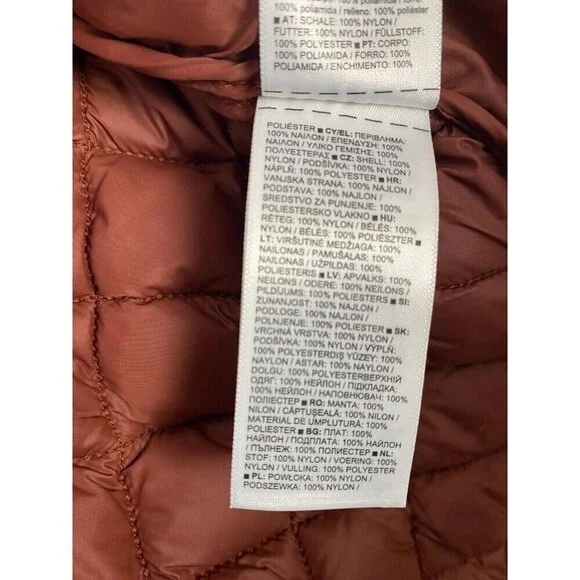 100% poliamida / relleno: 100% poliéster
■ AT: SCHALE: 100% NYLON /
FUTTER: 100% NYLON / FÜLLSTOFF:
100% POLYESTER ■ PT: CORPO:
100% POLIAMIDA / FORRO: 100%
POLIAMIDA / ENCHIMENTO: 100%
POLIÉSTER ■ CY/EL: ΠΕΡΙΒΛΗΜΑ:
100% ΝΑΙΛΟΝ / ΕΠΕΝΔΥΣΗ: 100%
ΝΑΙΛΟΝ / ΥΛΙΚΟ ΓΕΜΙΣΗΣ: 100%
ΠΟΛΥΕΣΤΕΡΑΣ ■ CZ: SHELL: 100%
NYLON / PODŠÍVKA: 100% NYLON /
NÁPLŇ: 100% POLYESTER ■ HR:
VANJSKA STRANA: 100% NAJLON /
PODSTAVA: 100% NAJLON /
SREDSTVO ZA PUNJENJE: 100%
POLIESTERSKO VLAKNO ■ HU:
RÉTEG: 100% NYLON / BÉLÉS: 100%
NYLON / BÉLÉS: 100% POLIÉSZTER ■
LT: VIRŠUTINĖ MEDŽIAGA: 100%
NAILONAS / PAMUŠALAS: 100%
NAILONAS / UŽPILDAS: 100%
POLIESTERIS ■ LV: APVALKS: 100%
NEILONS / ODERE: 100% NEILONS /
PILDĪJUMS: 100% POLIESTERS ■ SI:
ZUNANJOST: 100% NAJLON /
PODLOGE: 100% NAJLON /
POLNJENJE: 100% POLIESTER ■ SK:
VRCHNÁ VRSTVA: 100% NYLON /
PODŠÍVKA: 100% NYLON / VÝPLŇ:
100% POLYESTERDIŞ YÜZEY: 100%
NAYLON / ASTAR: 100% NAYLON /
DOLGU: 100% POLYESTERВЕРХНІЙ
ОДЯГ: 100% НЕЙЛОН / ПІДКЛАДКА:
100% НЕЙЛОН / НАПОВНЮВАЧ: 100%
ПОЛІЕСТЕР ■ RO: MANTA: 100%
NILON / CĂPTUȘEALĂ: 100% NILON /
MATERIAL DE UMPLUTURĂ: 100%
POLIESTER ■ BG: ПЛАТ: 100%
НАЙЛОН / ПОДПЛАТА: 100% НАЙЛОН
/ ПЪЛНЕЖ: 100% ПОЛИЕСТЕР ■ NL:
STOF: 100% NYLON / VOERING: 100%
NYLON / VULLING: 100% POLYESTER
■ PL: POWŁOKA: 100% NYLON /
PODSZEWKA: 100% NYLON /